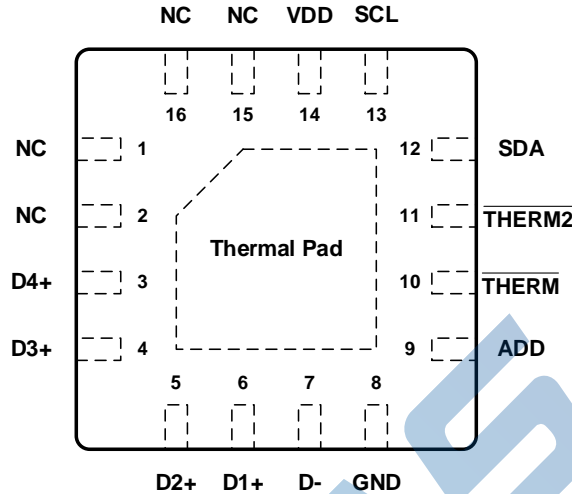 NC NC VDD SCL
16 15 14 13
NC 1 12 SDA
NC 2 11 THERM2
Thermal Pad
D4+ 3 10 THERM
D3+ 4 9 ADD
5 6 7 8
D2+ D1+ D- GND